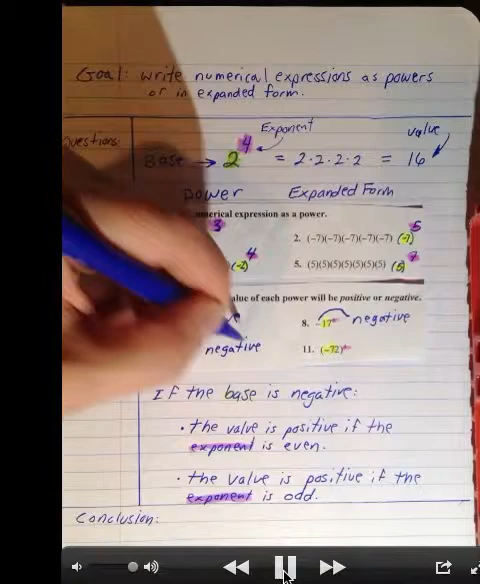 Goal: write numerical expressions as powers
or in expanded form.
Questions:
Exponent
value
Base → 2^4 = 2·2·2·2 = 16
power Expanded Form
numerical expression as a power.
3
2. (−7)(−7)(−7)(−7)(−7) (-7)^5
(-2)^4 5. (5)(5)(5)(5)(5)(5)(5) (5)^7
value of each power will be positive or negative.
8. −17 negative
negative 11. (−72)
If the base is negative:
· the value is positive if the
exponent is even.
· the value is positive if the
exponent is odd.
Conclusion: